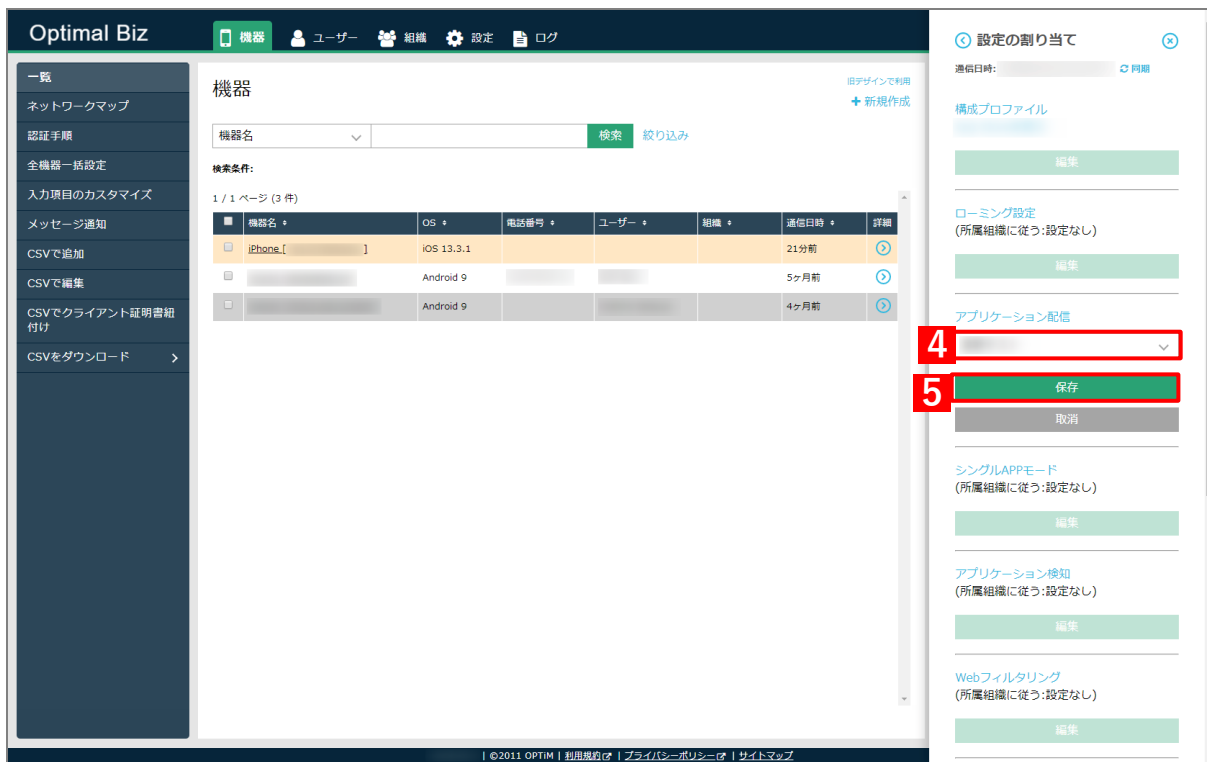 Optimal Biz
機器
ユーザー
組織
設定
ログ
一覧
ネットワークマップ
認証手順
全機器一括設定
入力項目のカスタマイズ
メッセージ通知
CSVで追加
CSVで編集
CSVでクライアント証明書紐
付け
CSVをダウンロード
機器
旧デザインで利用
+ 新規作成
機器名
検索
絞り込み
検索条件:
1 / 1 ページ (3 件)
機器名 OS 電話番号 ユーザー 組織 通信日時 詳細
iPhone [ ] iOS 13.3.1 21分前
Android 9 5ヶ月前
Android 9 4ヶ月前
設定の割り当て
通信日時: 同期
構成プロファイル
編集
ローミング設定
(所属組織に従う:設定なし)
編集
アプリケーション配信
4
5
保存
取消
シングルAPPモード
(所属組織に従う:設定なし)
編集
アプリケーション検知
(所属組織に従う:設定なし)
編集
Webフィルタリング
(所属組織に従う:設定なし)
編集
| ©2011 OPTiM | 利用規約 | プライバシーポリシー | サイトマップ